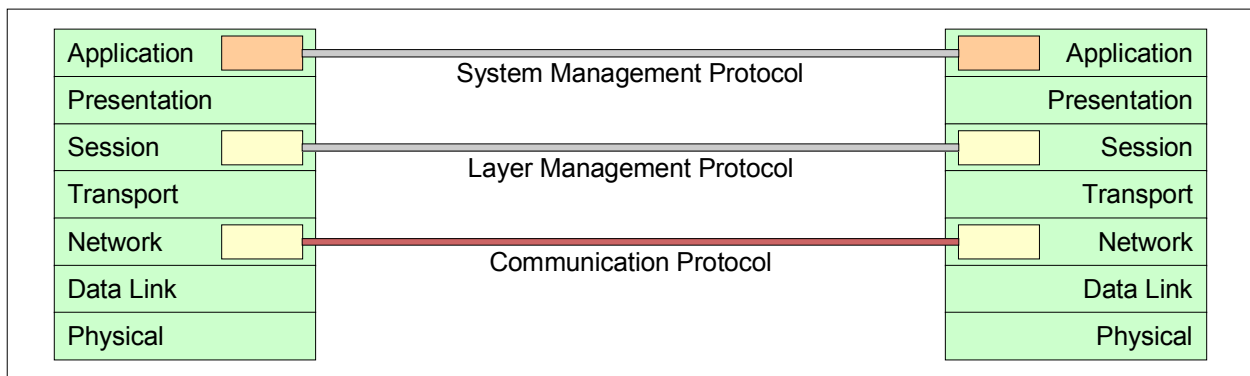 Application
Presentation
Session
Transport
Network
Data Link
Physical
System Management Protocol
Layer Management Protocol
Communication Protocol
Application
Presentation
Session
Transport
Network
Data Link
Physical